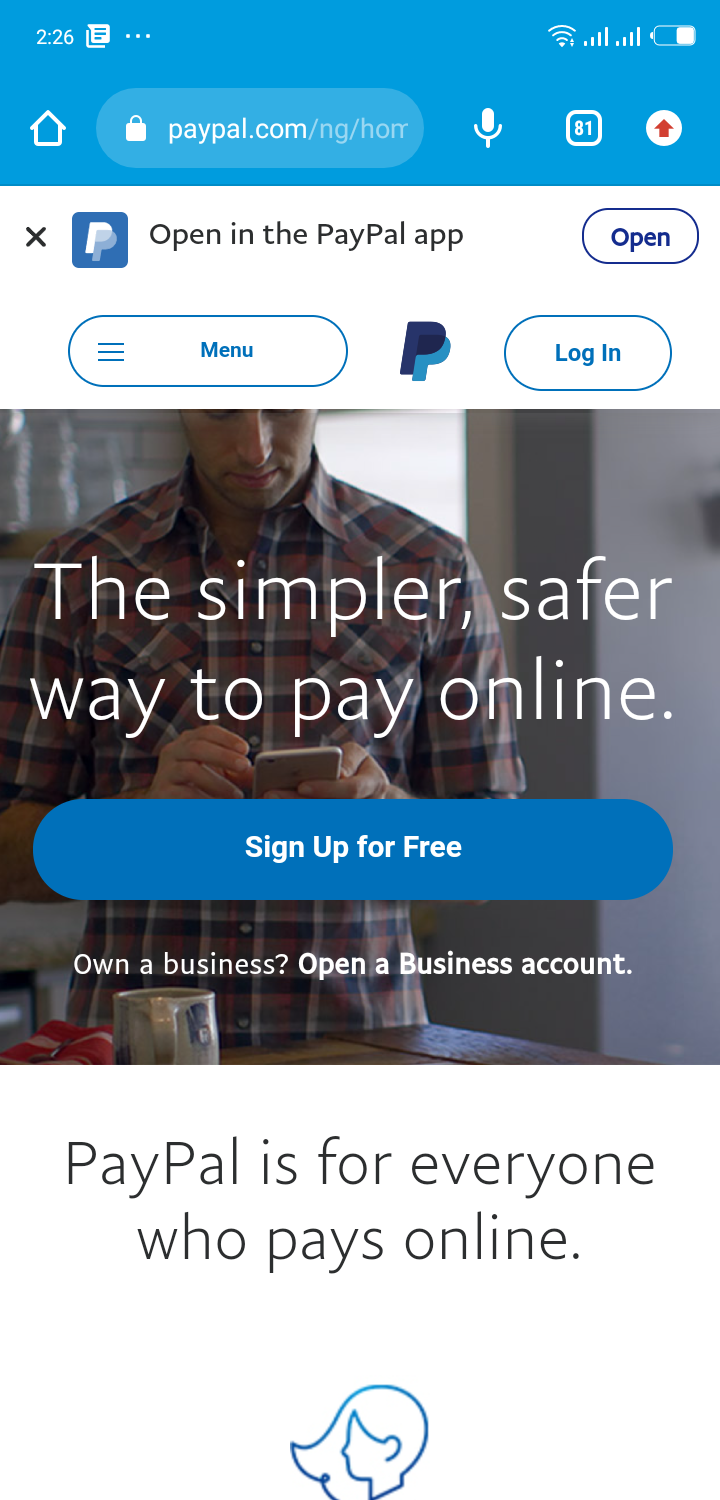 2:26
paypal.com/ng/hom
81
Open in the PayPal app
Open
Menu
Log In
The simpler, safer
way to pay online.
Sign Up for Free
Own a business? Open a Business account.
PayPal is for everyone
who pays online.